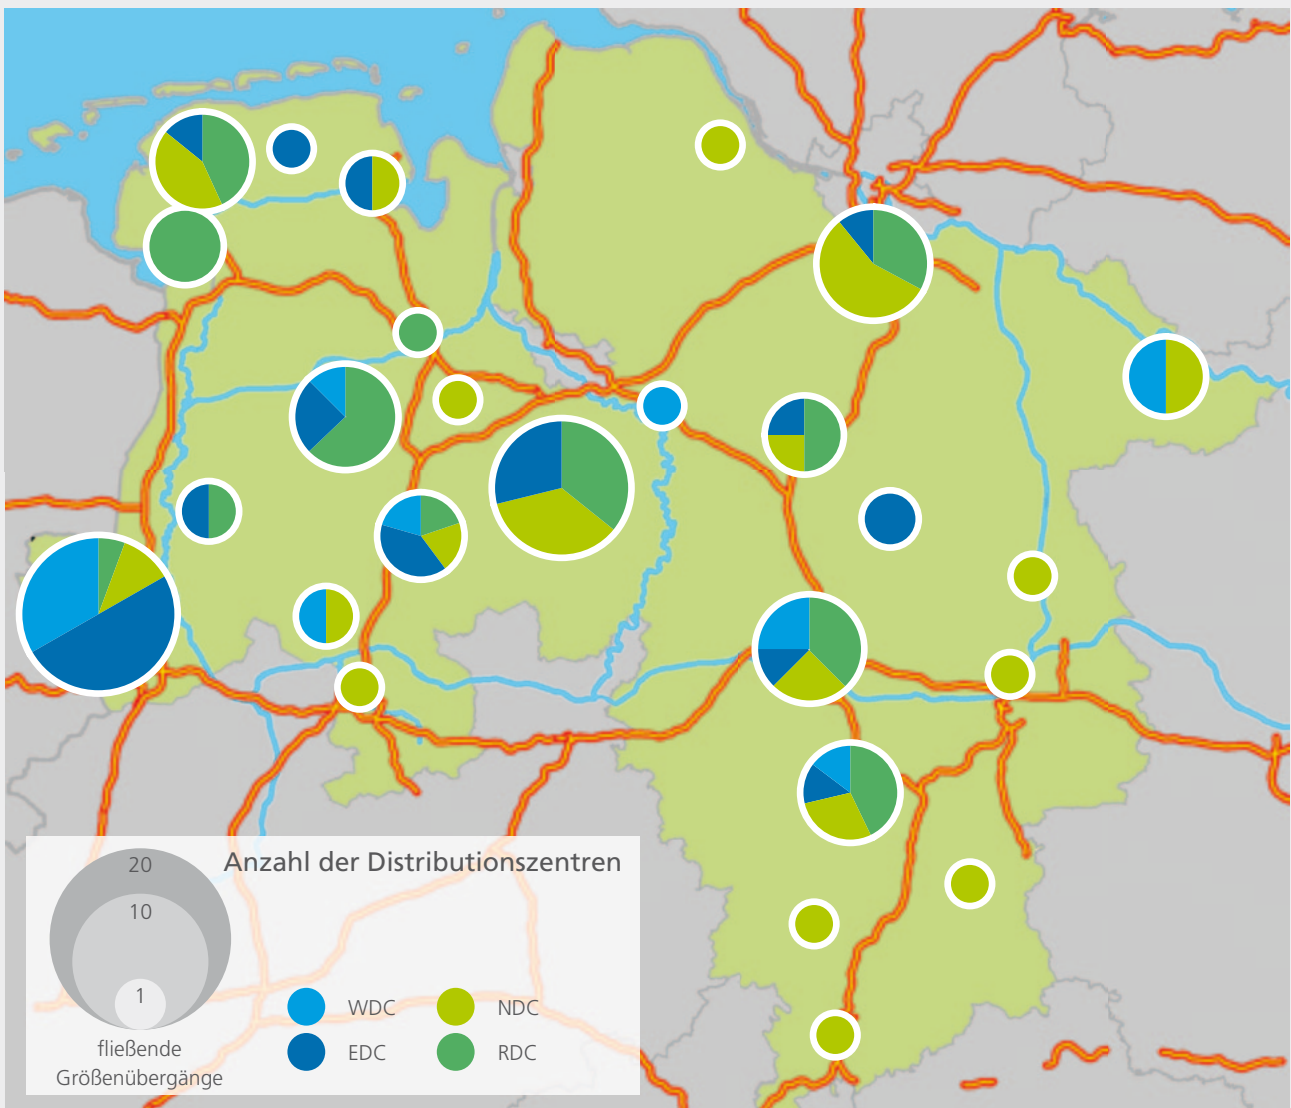 Anzahl der Distributionszentren
20
10
1
fließende
Größenübergänge
WDC
NDC
EDC
RDC